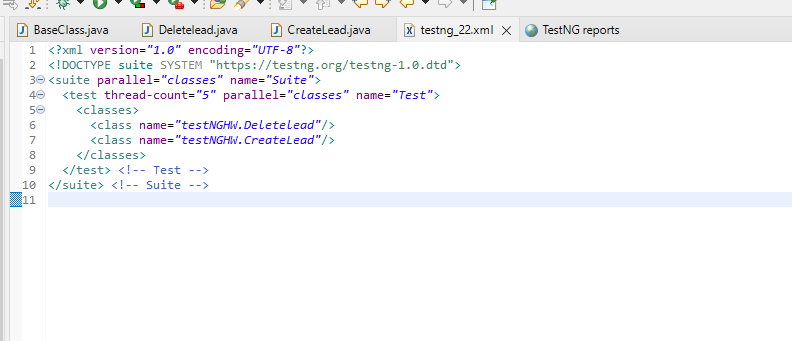 BaseClass.java Deletelead.java CreateLead.java testng_22.xml TestNG reports
1 <?xml version="1.0" encoding="UTF-8"?>
2 <!DOCTYPE suite SYSTEM "https://testng.org/testng-1.0.dtd">
3 <suite parallel="classes" name="Suite">
4 <test thread-count="5" parallel="classes" name="Test">
5 <classes>
6 <class name="testNGHW.Deletelead"/>
7 <class name="testNGHW.CreateLead"/>
8 </classes>
9 </test> <!-- Test -->
10 </suite> <!-- Suite -->
11